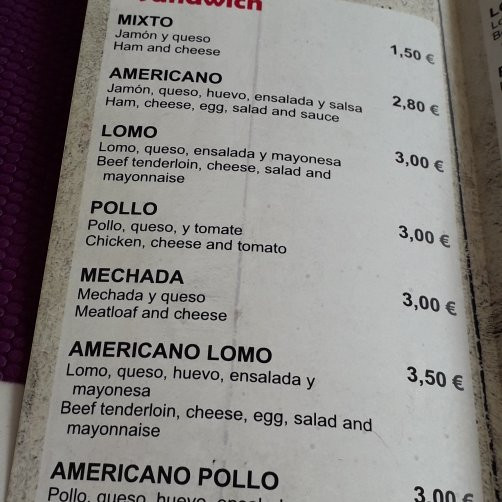 Sandwich
MIXTO
Jamón y queso
Ham and cheese
1,50 €
AMERICANO
Jamón, queso, huevo, ensalada y salsa
Ham, cheese, egg, salad and sauce
2,80 €
LOMO
Lomo, queso, ensalada y mayonesa
Beef tenderloin, cheese, salad and
mayonnaise
3,00 €
POLLO
Pollo, queso, y tomate
Chicken, cheese and tomato
3,00 €
MECHADA
Mechada y queso
Meatloaf and cheese
3,00 €
AMERICANO LOMO
Lomo, queso, huevo, ensalada y
mayonesa
Beef tenderloin, cheese, egg, salad and
mayonnaise
3,50 €
AMERICANO POLLO
Pollo, queso, huevo,
3,00 €